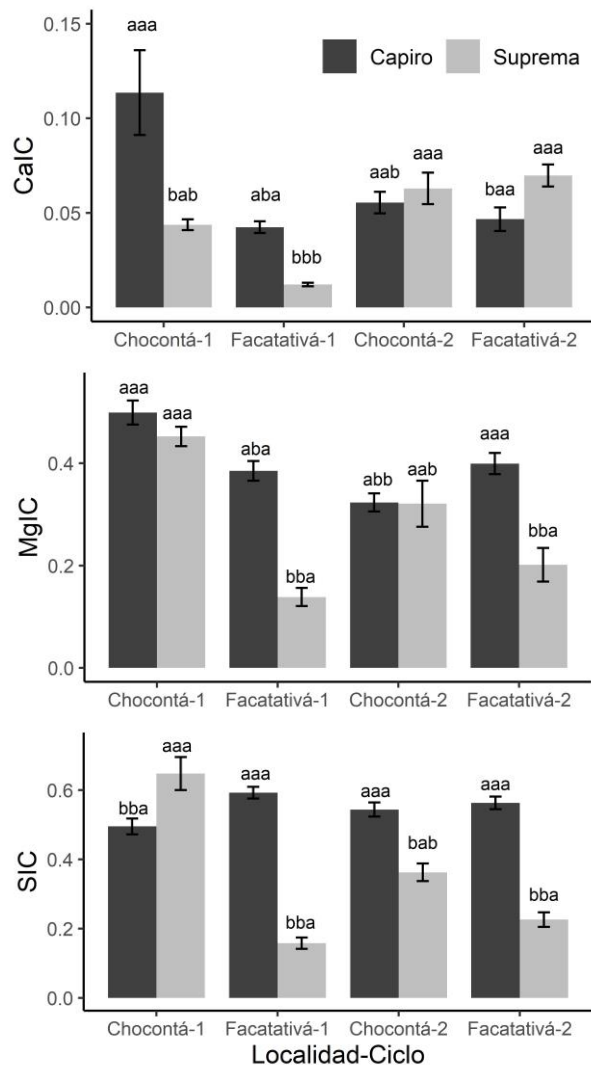 0.15
aaa
Capiro Suprema
0.10
CaIC
aab aaa aaa
bab aba baa
0.05
bbb
0.00
Chocontá-1 Facatativá-1 Chocontá-2 Facatativá-2
aaa aaa
aba aaa
0.4
abb aab
MgIC
bba
0.2
bba
0.0
Chocontá-1 Facatativá-1 Chocontá-2 Facatativá-2
aaa
aaa aaa aaa
0.6
bba
bab
0.4
SIC
bba
bba
0.2
0.0
Chocontá-1 Facatativá-1 Chocontá-2 Facatativá-2
Localidad-Ciclo